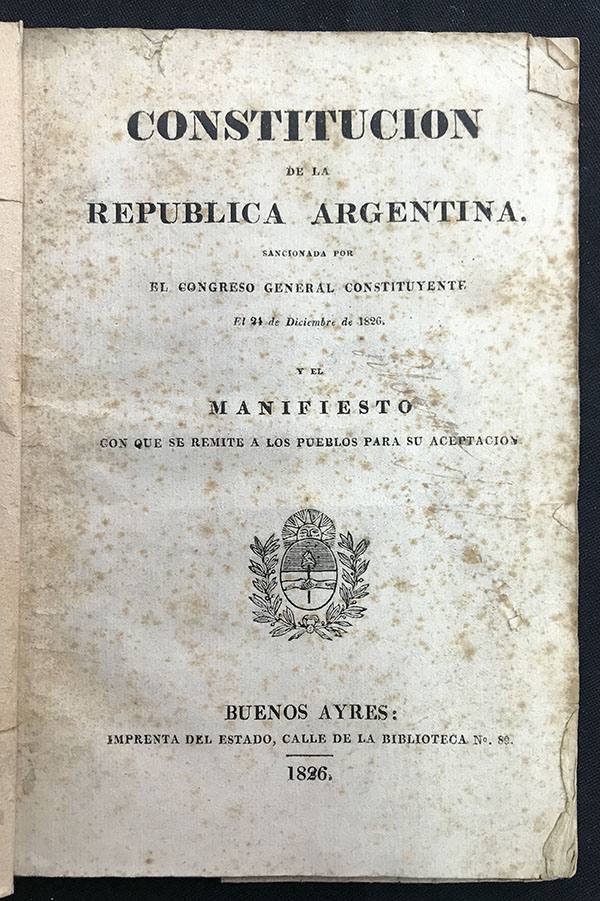 CONSTITUCION
DE LA
REPUBLICA ARGENTINA.
SANCIONADA POR
EL CONGRESO GENERAL CONSTITUYENTE
El 24 de Diciembre de 1826.
Y EL
MANIFIESTO
CON QUE SE REMITE A LOS PUEBLOS PARA SU ACEPTACION
BUENOS AYRES:
IMPRENTA DEL ESTADO, CALLE DE LA BIBLIOTECA No. 89.
1826.